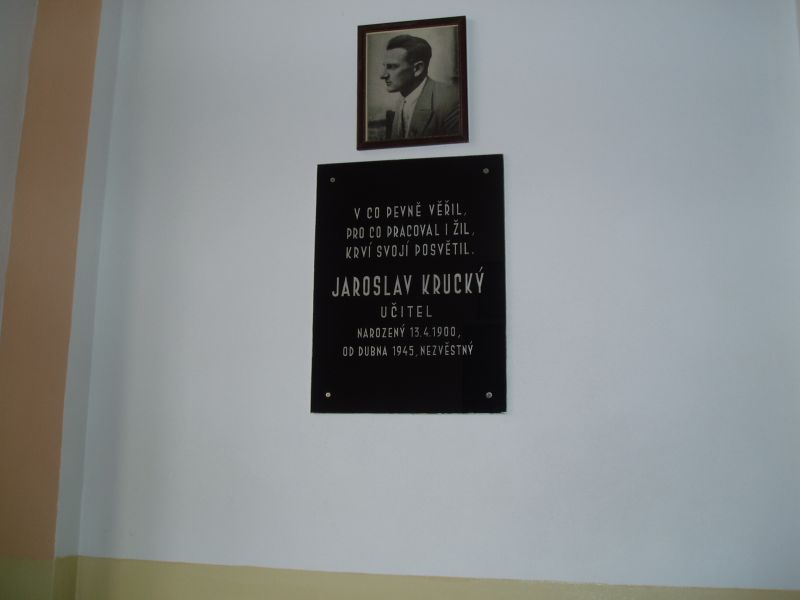 V CO PEVNĚ VĚŘIL,
PRO CO PRACOVAL I ŽIL,
KRVÍ SVOJÍ POSVĚTIL.
JAROSLAV KRUCKÝ
UČITEL
NAROZENÝ 13.4.1900,
OD DUBNA 1945, NEZVĚSTNÝ